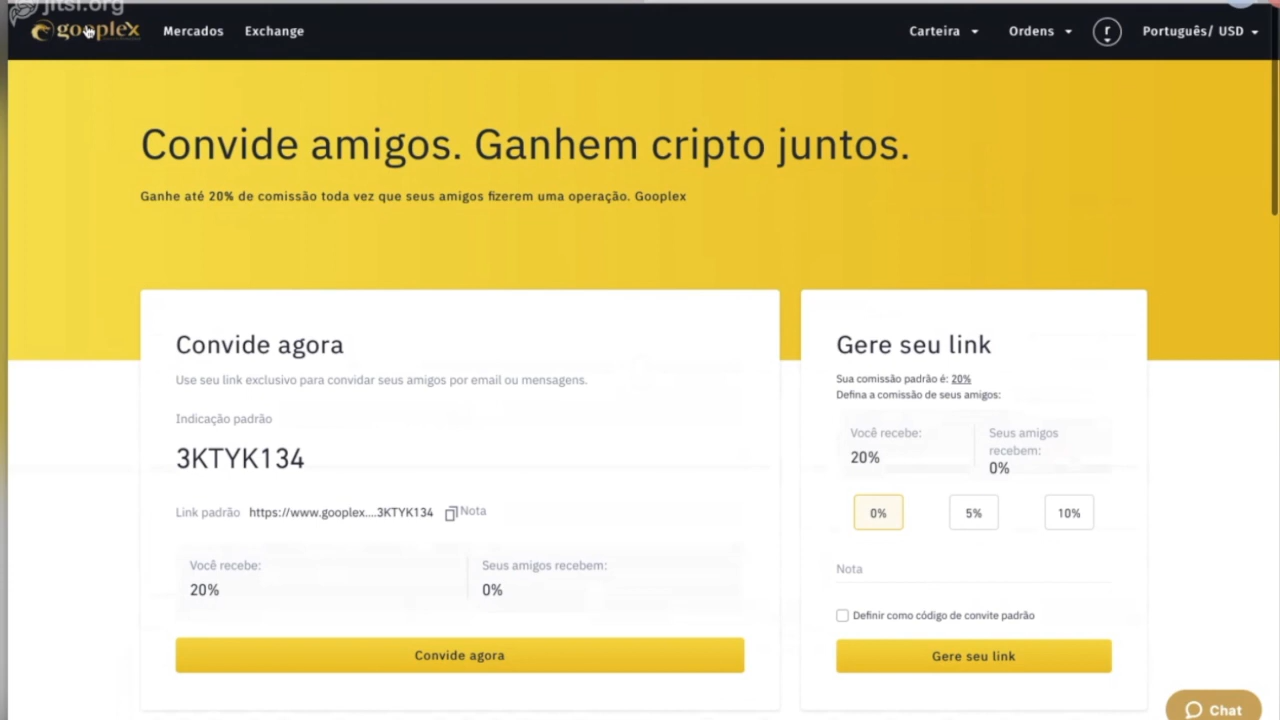 jitsi.org
gooplex
Mercados
Exchange
Carteira
Ordens
r
Português/ USD
Convide amigos. Ganhem cripto juntos.
Ganhe até 20% de comissão toda vez que seus amigos fizerem uma operação. Gooplex
Convide agora
Use seu link exclusivo para convidar seus amigos por email ou mensagens.
Indicação padrão
3KTYK134
Link padrão https://www.gooplex....3KTYK134 Nota
Você recebe:
20%
Seus amigos recebem:
0%
Convide agora
Gere seu link
Sua comissão padrão é: 20%
Defina a comissão de seus amigos:
Você recebe:
20%
Seus amigos
recebem:
0%
0%
5%
10%
Nota
Definir como código de convite padrão
Gere seu link
Chat